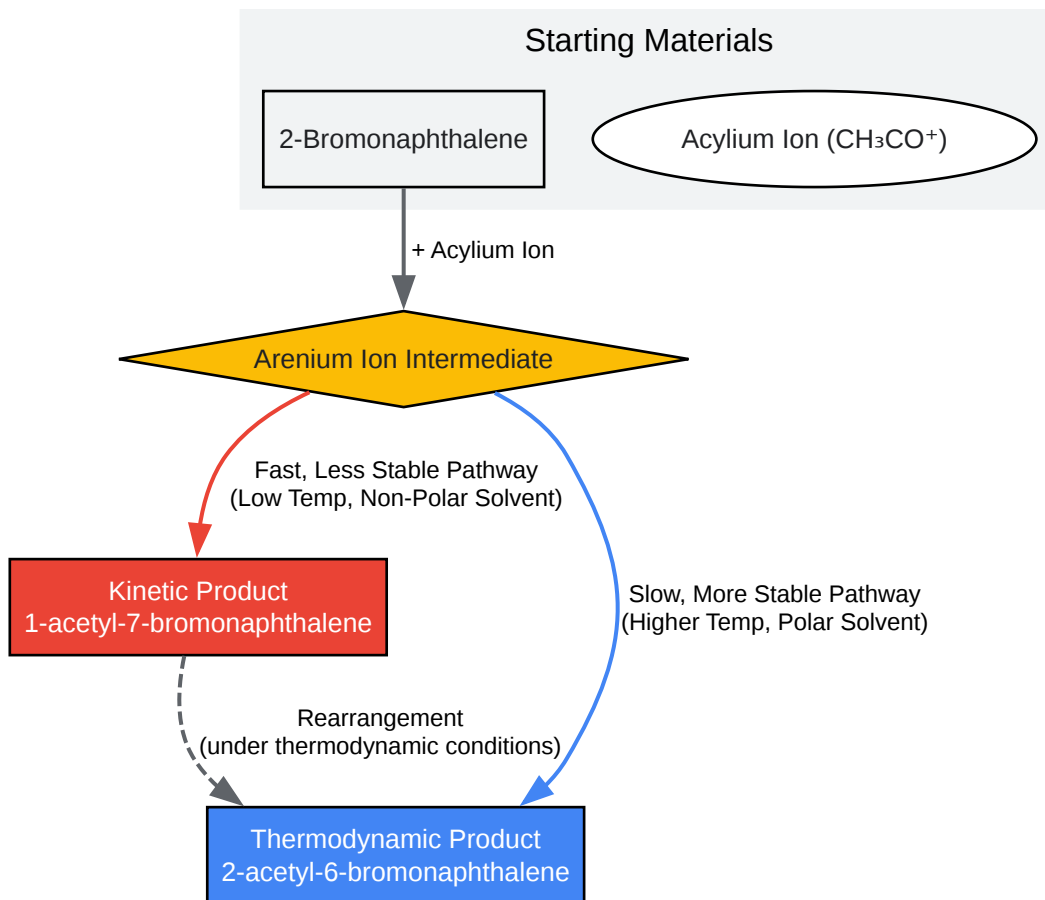 Starting Materials
2-Bromonaphthalene
Acylium Ion (CH₃CO⁺)
+ Acylium Ion
Arenium Ion Intermediate
Fast, Less Stable Pathway
(Low Temp, Non-Polar Solvent)
Kinetic Product
1-acetyl-7-bromonaphthalene
Slow, More Stable Pathway
(Higher Temp, Polar Solvent)
Rearrangement
(under thermodynamic conditions)
Thermodynamic Product
2-acetyl-6-bromonaphthalene